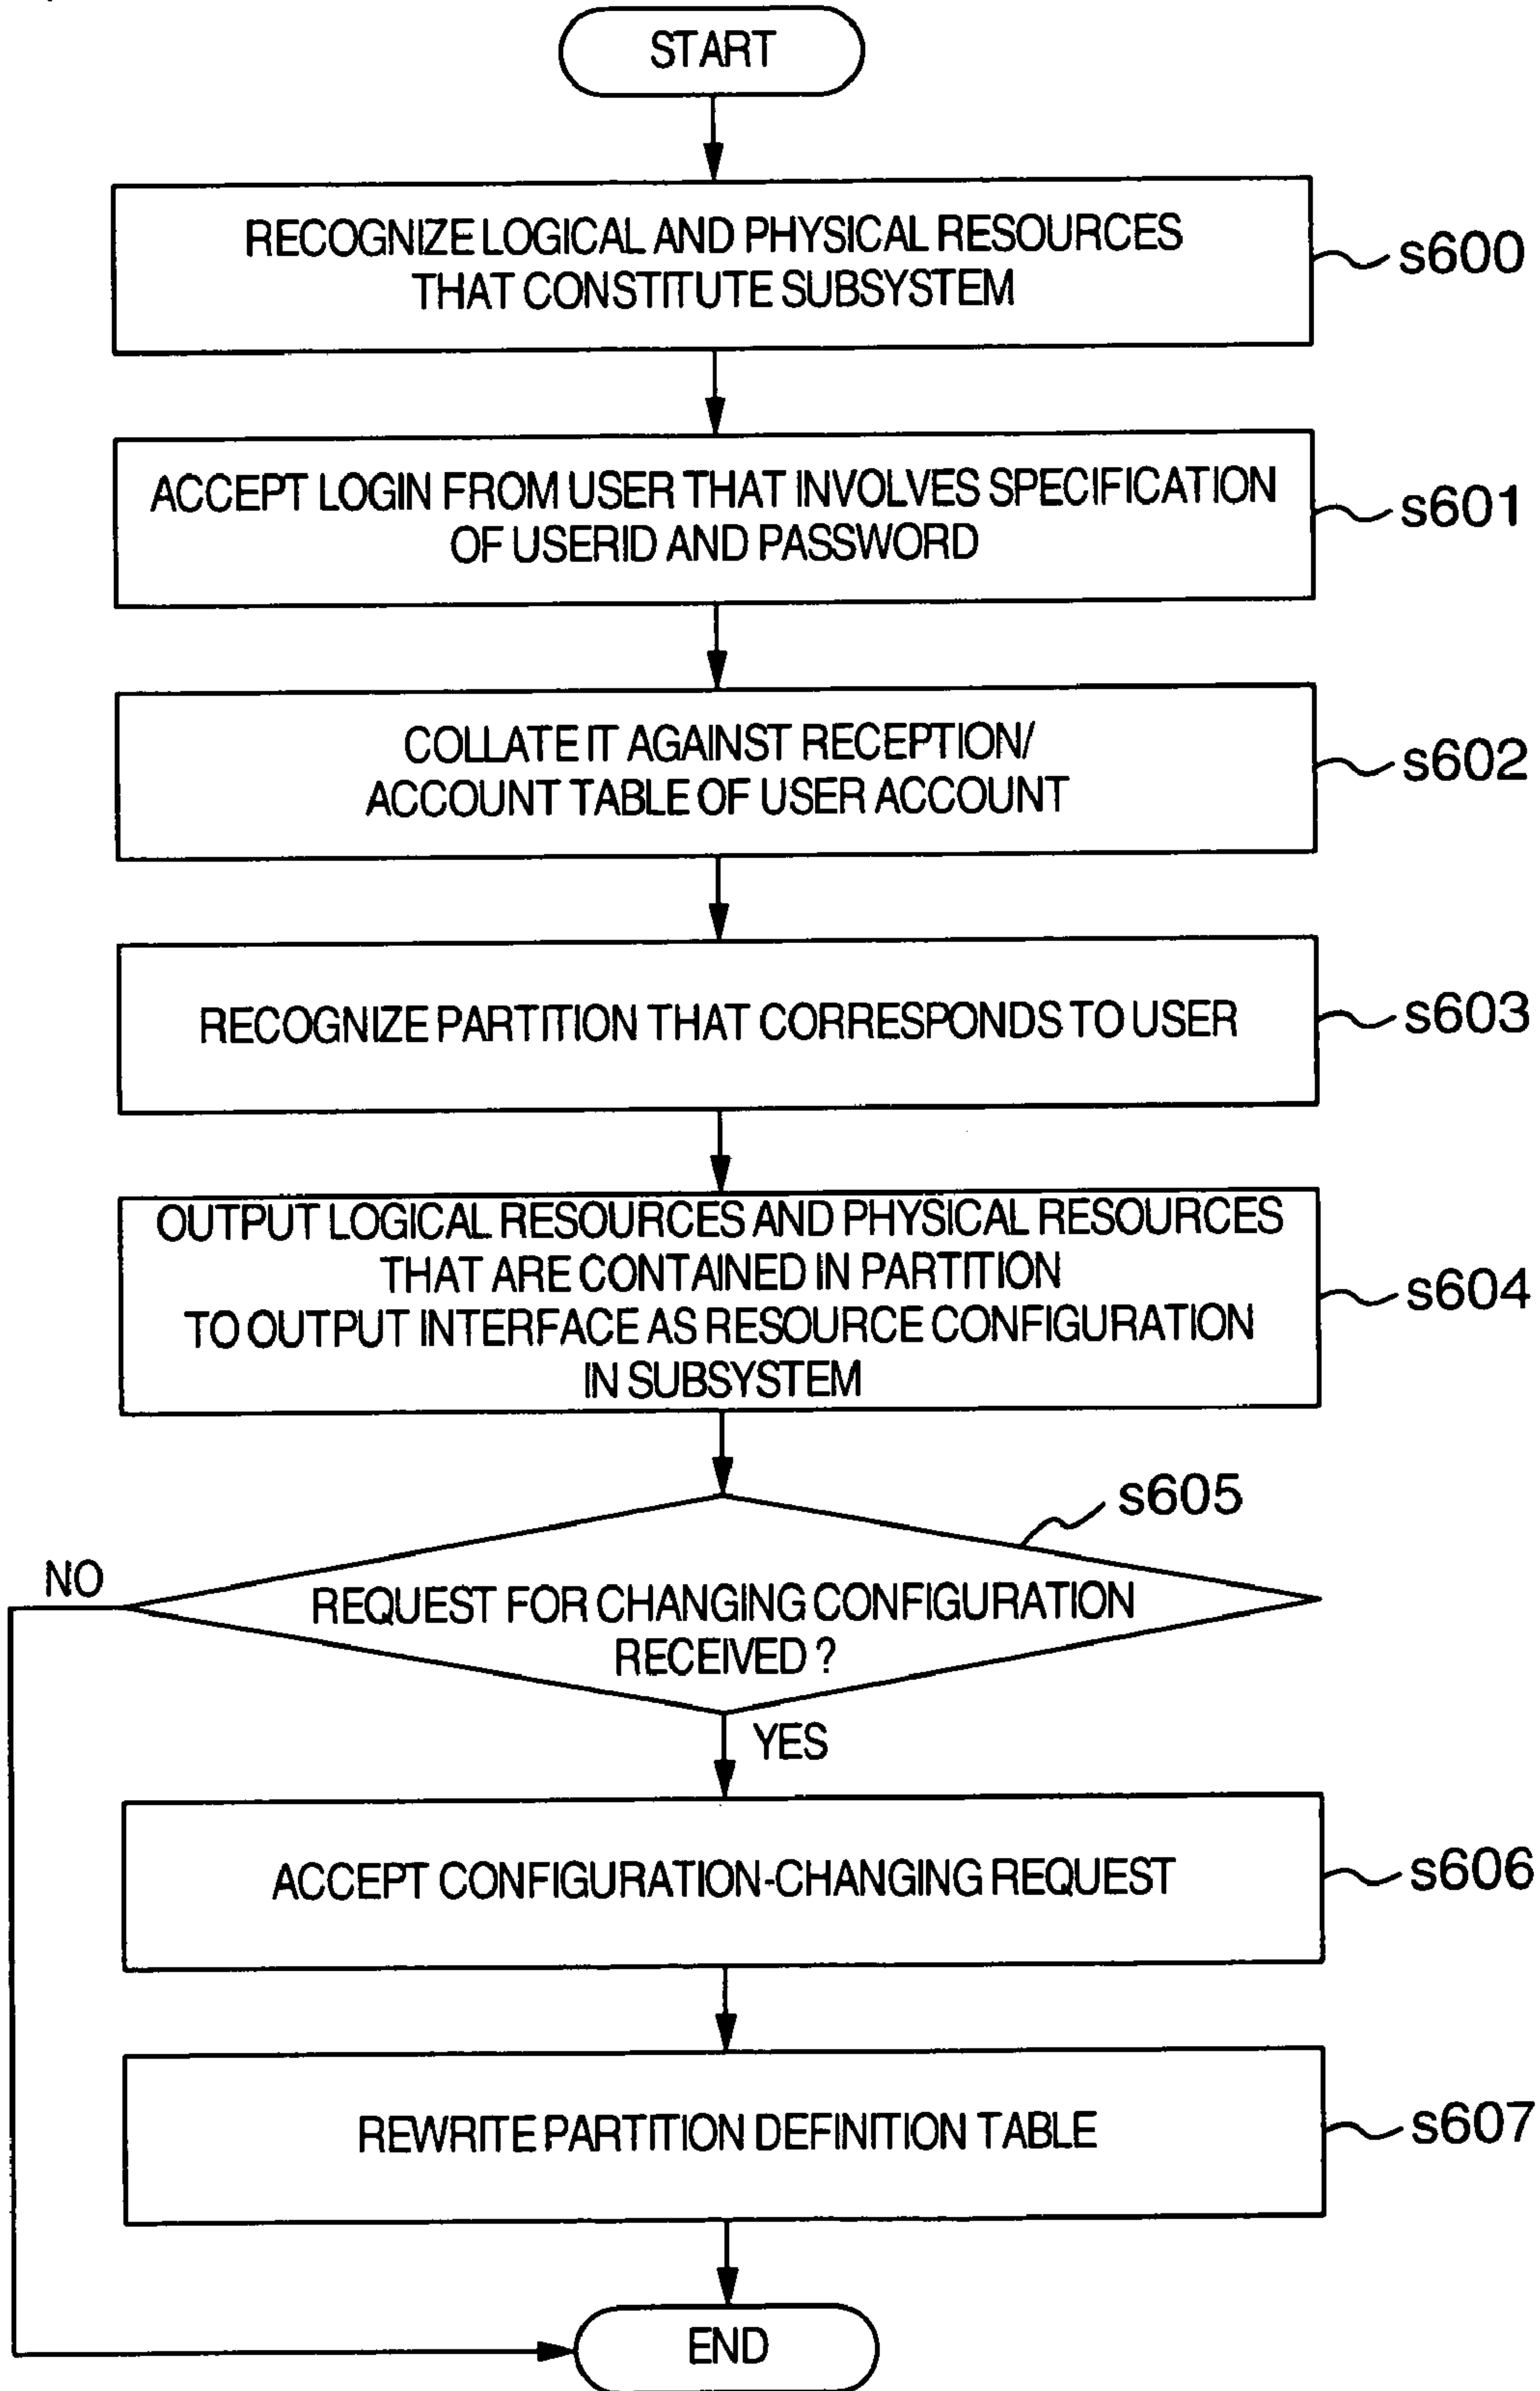 START
RECOGNIZE LOGICAL AND PHYSICAL RESOURCES
THAT CONSTITUTE SUBSYSTEM
s600
ACCEPT LOGIN FROM USER THAT INVOLVES SPECIFICATION
OF USERID AND PASSWORD
s601
COLLATE IT AGAINST RECEPTION/
ACCOUNT TABLE OF USER ACCOUNT
s602
RECOGNIZE PARTITION THAT CORRESPONDS TO USER
s603
OUTPUT LOGICAL RESOURCES AND PHYSICAL RESOURCES
THAT ARE CONTAINED IN PARTITION
TO OUTPUT INTERFACE AS RESOURCE CONFIGURATION
IN SUBSYSTEM
s604
s605
NO
REQUEST FOR CHANGING CONFIGURATION
RECEIVED ?
YES
ACCEPT CONFIGURATION-CHANGING REQUEST
s606
REWRITE PARTITION DEFINITION TABLE
s607
END